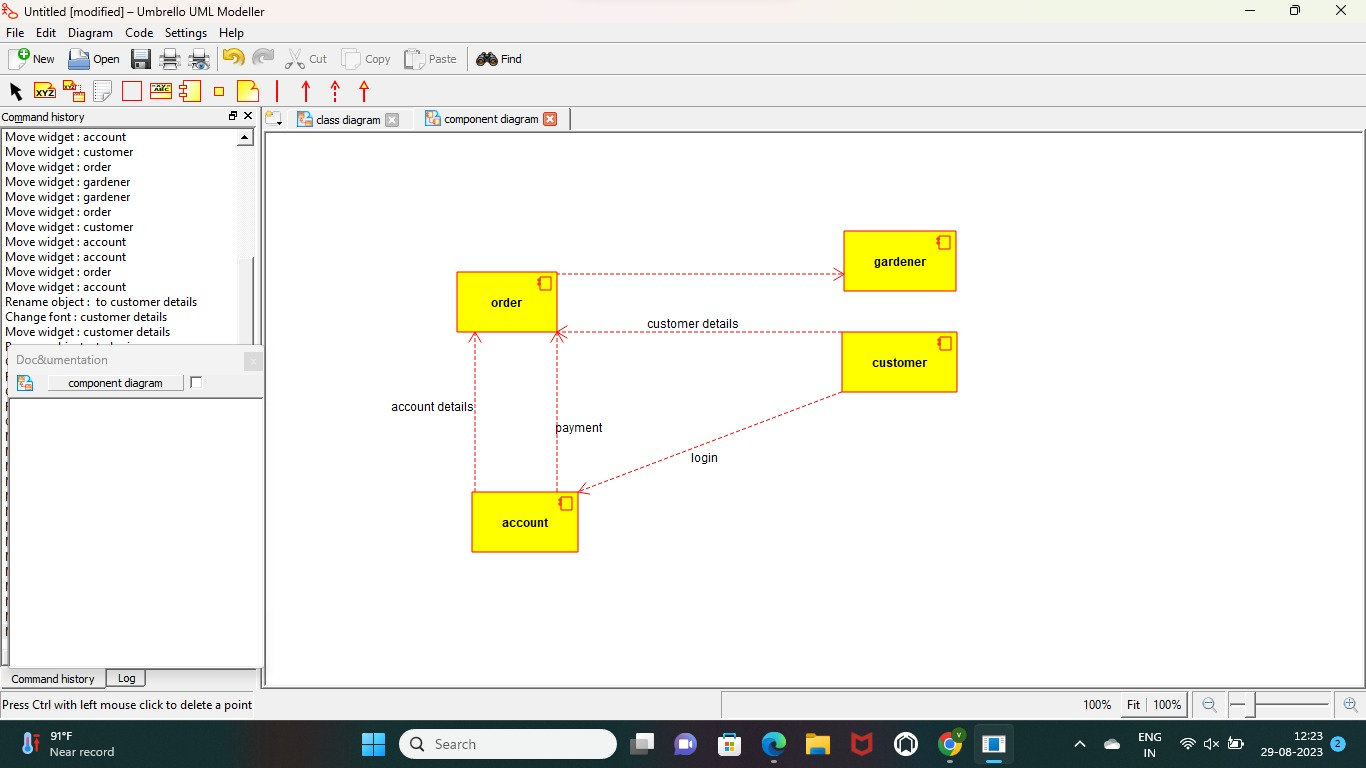 Untitled [modified] – Umbrello UML Modeller
File Edit Diagram Code Settings Help
New Open Cut Copy Paste Find
XYZ XYZ ABC
Command history
class diagram component diagram
Move widget : account
Move widget : customer
Move widget : order
Move widget : gardener
Move widget : gardener
Move widget : order
Move widget : customer
Move widget : account
Move widget : account
Move widget : order
Move widget : account
Rename object : to customer details
Change font : customer details
Move widget : customer details
Doc&umentation
component diagram
gardener
order
customer details
customer
account details
payment
login
account
Command history Log
Press Ctrl with left mouse click to delete a point
100% Fit 100%
91°F
Near record
Search
V
ENG
IN
12:23
29-08-2023
2